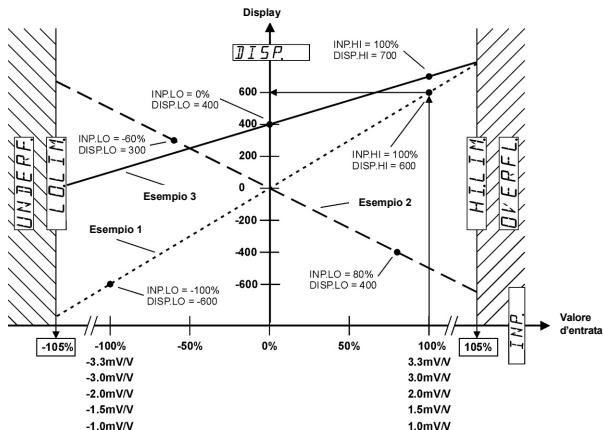 Display
DISP.
INP.HI = 100%
DISP.HI = 700
INP.LO = 0%
DISP.LO = 400
600
400
INP.LO = -60%
DISP.LO = 300
200
INP.HI = 100%
DISP.HI = 600
UNDERF.
LO.LIM.
HI.LIM.
OVERFL.
0
Esempio 3
Esempio 2
Esempio 1
-400
-400
INP.LO = -100%
DISP.LO = -600
INP.LO = 80%
DISP.LO = 400
-600
INP.
Valore
d'entrata
-105%
-100%
-50%
0%
50%
100%
105%
-3.3mV/V
3.3mV/V
-3.0mV/V
3.0mV/V
-2.0mV/V
2.0mV/V
-1.5mV/V
1.5mV/V
-1.0mV/V
1.0mV/V